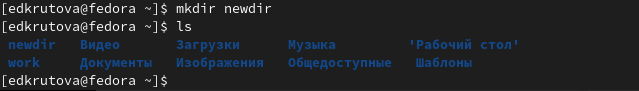 [edkrutova@fedora ~]$ mkdir newdir
[edkrutova@fedora ~]$ ls
newdir   Видео       Загрузки      Музыка         'Рабочий стол'
work     Документы   Изображения   Общедоступные   Шаблоны
[edkrutova@fedora ~]$